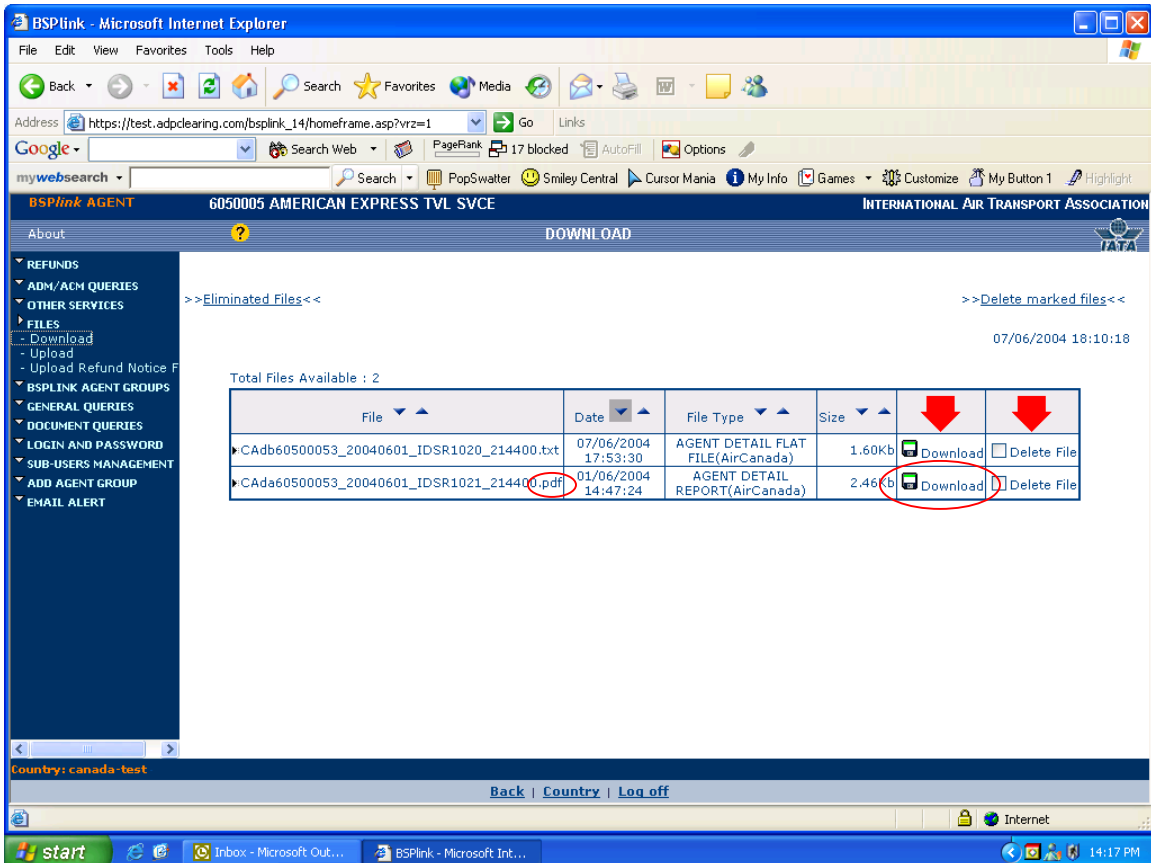 BSPlink - Microsoft Internet Explorer
File Edit View Favorites Tools Help
Back Search Favorites Media
Address https://test.adpclearing.com/bsplink_14/homeframe.asp?vrz=1 Go Links
Google Search Web PageRank 17 blocked AutoFill Options
mywebsearch Search PopSwatter Smiley Central Cursor Mania My Info Games Customize My Button 1 Highlight
BSPlink AGENT 6050005 AMERICAN EXPRESS TVL SVCE INTERNATIONAL AIR TRANSPORT ASSOCIATION
About ? DOWNLOAD IATA
REFUNDS
ADM/ACM QUERIES
OTHER SERVICES
FILES
- Download
- Upload
- Upload Refund Notice F
BSPLINK AGENT GROUPS
GENERAL QUERIES
DOCUMENT QUERIES
LOGIN AND PASSWORD
SUB-USERS MANAGEMENT
ADD AGENT GROUP
EMAIL ALERT
>>Eliminated Files<< >>Delete marked files<<
07/06/2004 18:10:18
Total Files Available : 2
File Date File Type Size
CAdb60500053_20040601_IDSR1020_214400.txt 07/06/2004 17:53:30 AGENT DETAIL FLAT FILE(AirCanada) 1.60Kb Download Delete File
CAda60500053_20040601_IDSR1021_214400.pdf 01/06/2004 14:47:24 AGENT DETAIL REPORT(AirCanada) 2.46Kb Download Delete File
Country: canada-test
Back | Country | Log off
Internet
start Inbox - Microsoft Out... BSPlink - Microsoft Int... 14:17 PM